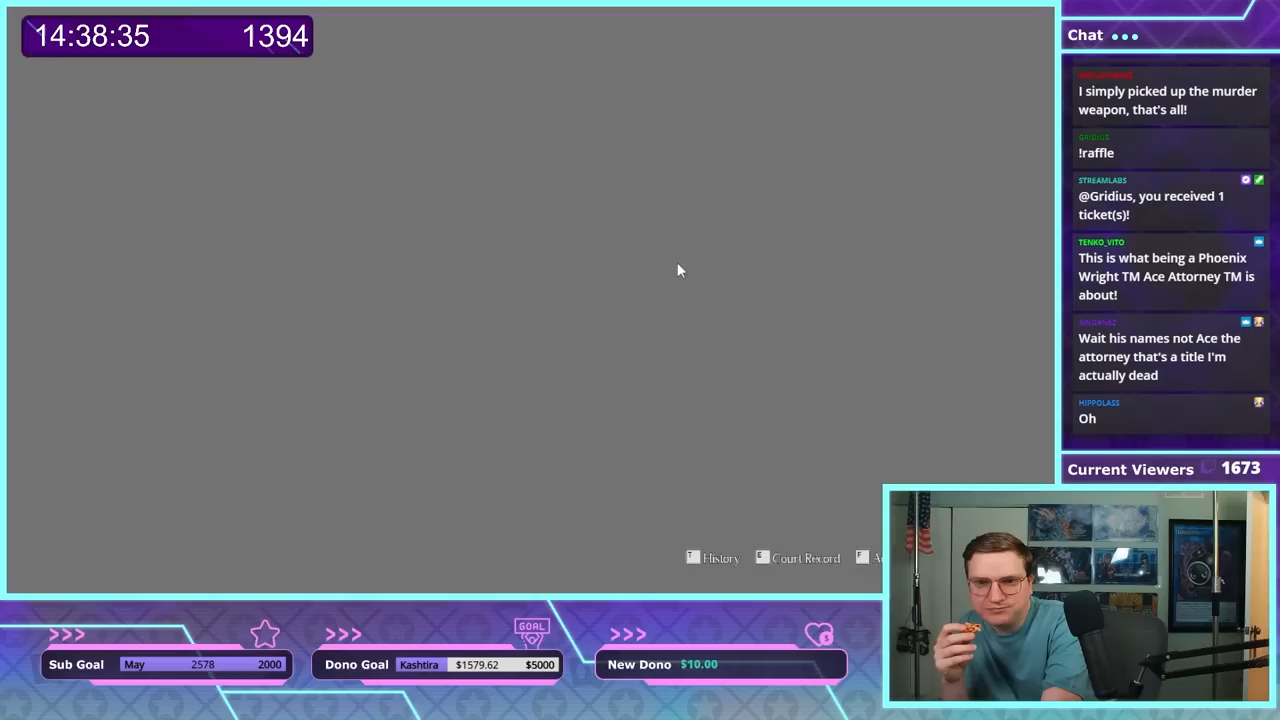 14:38:35 1394
Chat
I simply picked up the murder
weapon, that's all!
GRIDIUS
!raffle
STREAMLABS
@Gridius, you received 1
ticket(s)!
TENKO_VITO
This is what being a Phoenix
Wright TM Ace Attorney TM is
about!
Wait his names not Ace the
attorney that's a title I'm
actually dead
HIPPOLASS
Oh
Current Viewers 1673
T History E Court Record F
>>>
Sub Goal May 2578 2000
>>> GOAL
Dono Goal Kashtira $1579.62 $5000
>>> $
New Dono $10.00